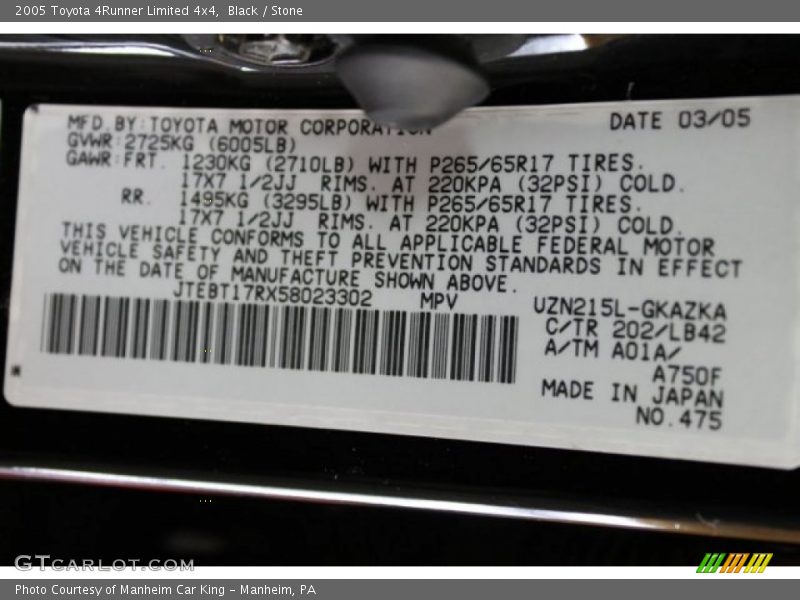 2005 Toyota 4Runner Limited 4x4, Black / Stone
MFD.BY:TOYOTA MOTOR CORPORATION DATE 03/05
GVWR:2725KG (6005LB)
GAWR:FRT. 1230KG (2710LB) WITH P265/65R17 TIRES.
17X7 1/2JJ RIMS. AT 220KPA (32PSI) COLD.
RR. 1495KG (3295LB) WITH P265/65R17 TIRES.
17X7 1/2JJ RIMS. AT 220KPA (32PSI) COLD.
THIS VEHICLE CONFORMS TO ALL APPLICABLE FEDERAL MOTOR
VEHICLE SAFETY AND THEFT PREVENTION STANDARDS IN EFFECT
ON THE DATE OF MANUFACTURE SHOWN ABOVE.
JTEBT17RX58023302 MPV UZN215L-GKAZKA
C/TR 202/LB42
A/TM A01A/
A750F
MADE IN JAPAN
NO.475
GTCARLOT.COM
Photo Courtesy of Manheim Car King - Manheim, PA